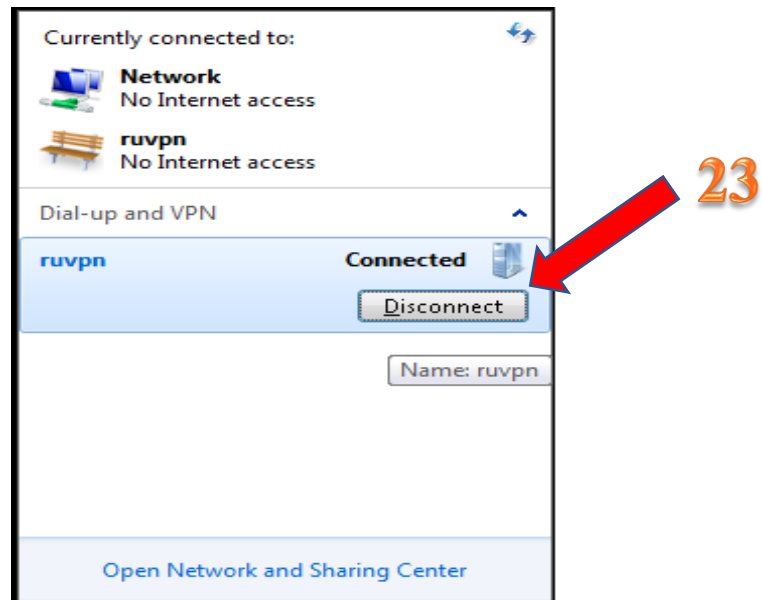 Currently connected to:
Network
No Internet access
ruvpn
No Internet access
23
Dial-up and VPN
ruvpn Connected
Disconnect
Name: ruvpn
Open Network and Sharing Center